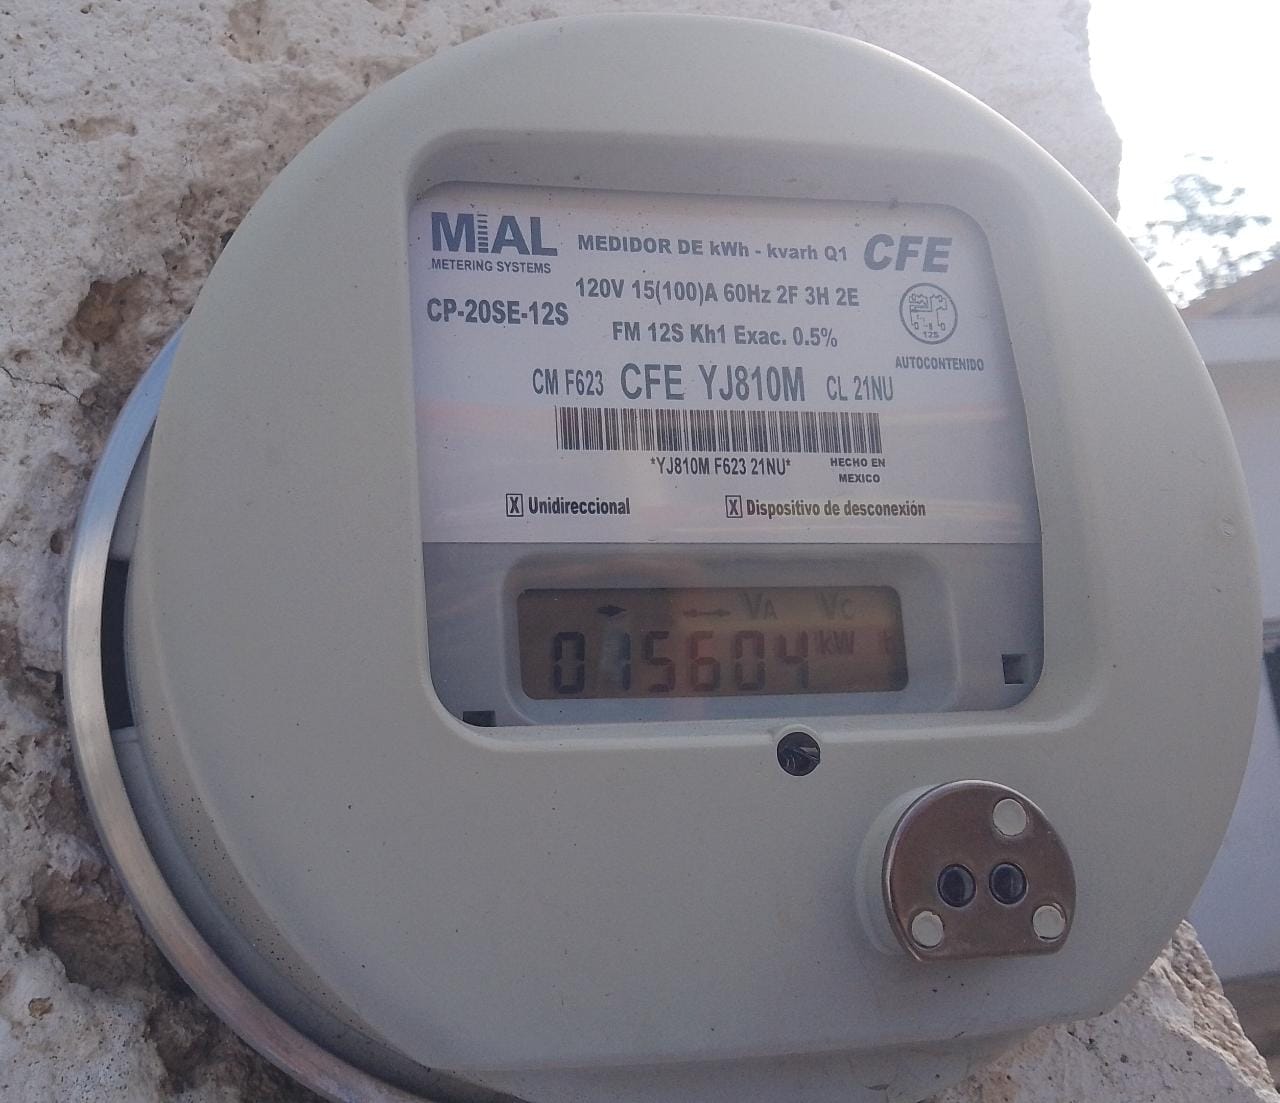 MIAL
METERING SYSTEMS
MEDIDOR DE kWh - kvarh Q1
CFE
120V 15(100)A 60Hz 2F 3H 2E
CP-20SE-12S
FM 12S Kh1 Exac. 0.5%
12S
AUTOCONTENIDO
CM F623 CFE YJ810M CL 21NU
*YJ810M F623 21NU*
HECHO EN
MEXICO
X Unidireccional
X Dispositivo de desconexión
VA VC
015604 kW